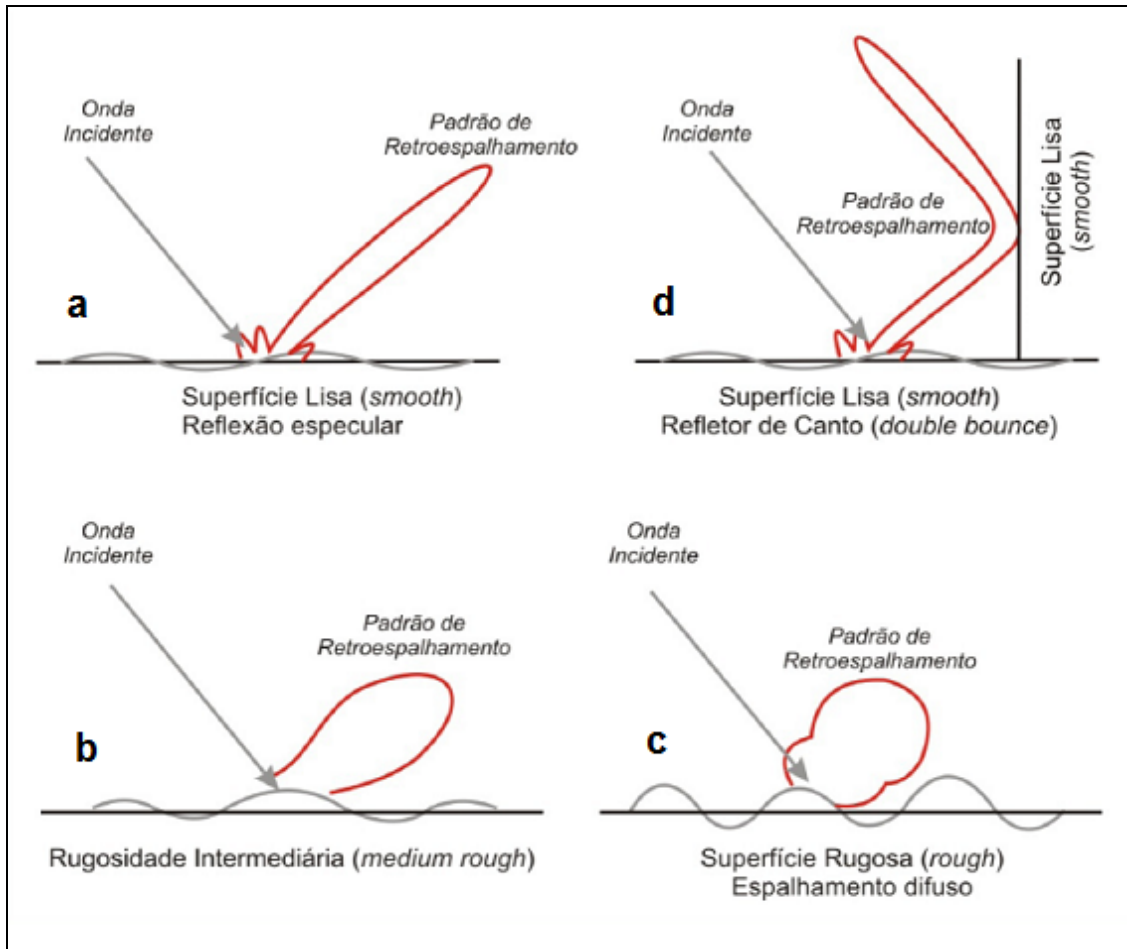 Onda
Incidente
Padrão de
Retroespalhamento
a
Superfície Lisa (smooth)
Reflexão especular
Onda
Incidente
Padrão de
Retroespalhamento
Superfície Lisa
(smooth)
d
Superfície Lisa (smooth)
Refletor de Canto (double bounce)
Onda
Incidente
Padrão de
Retroespalhamento
b
Rugosidade Intermediária (medium rough)
Onda
Incidente
Padrão de
Retroespalhamento
c
Superfície Rugosa (rough)
Espalhamento difuso